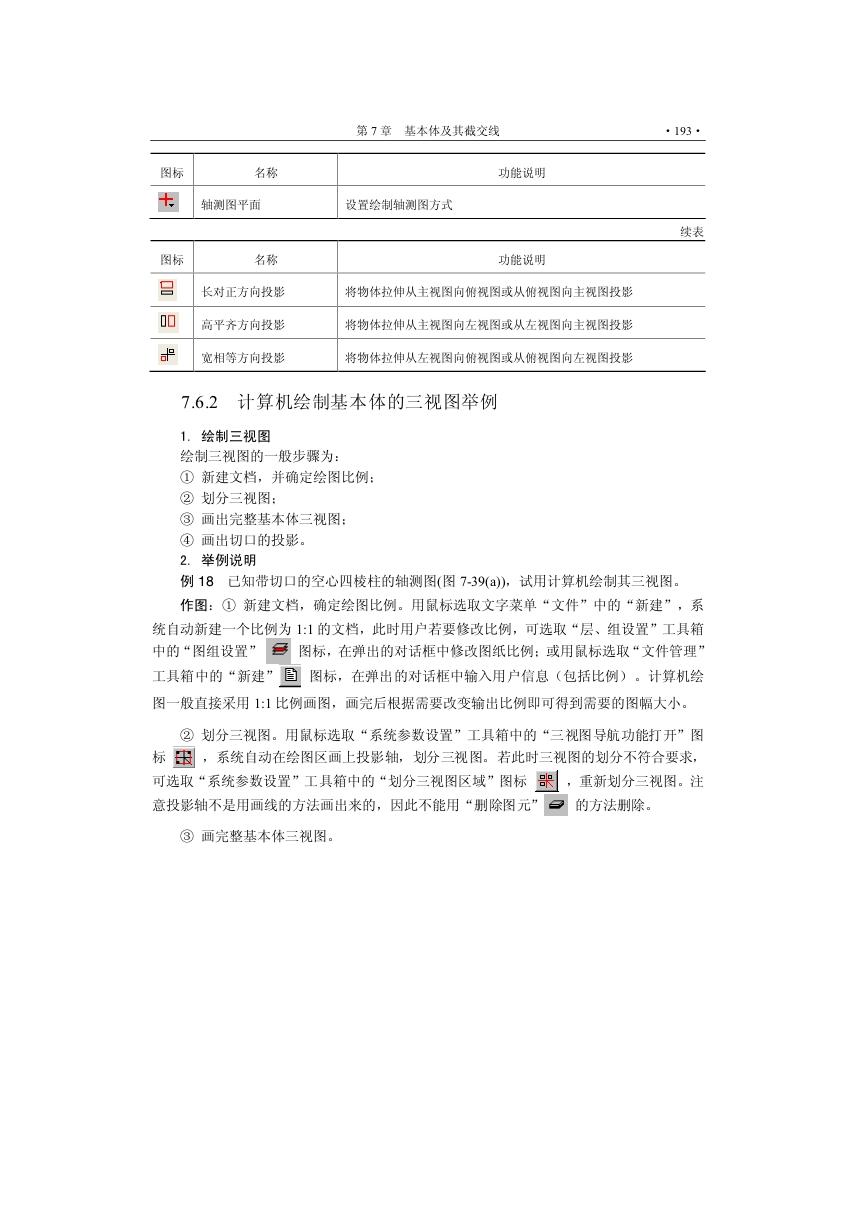 第 7 章 基本体及其截交线 ·193·
图标 名称 功能说明
轴测图平面 设置绘制轴测图方式
续表
图标 名称 功能说明
长对正方向投影 将物体拉伸从主视图向俯视图或从俯视图向主视图投影
高平齐方向投影 将物体拉伸从主视图向左视图或从左视图向主视图投影
宽相等方向投影 将物体拉伸从左视图向俯视图或从俯视图向左视图投影
7.6.2 计算机绘制基本体的三视图举例
1. 绘制三视图
绘制三视图的一般步骤为：
① 新建文档，并确定绘图比例；
② 划分三视图；
③ 画出完整基本体三视图；
④ 画出切口的投影。
2. 举例说明
例 18 已知带切口的空心四棱柱的轴测图(图 7-39(a))，试用计算机绘制其三视图。
作图：① 新建文档，确定绘图比例。用鼠标选取文字菜单“文件”中的“新建”，系
统自动新建一个比例为 1:1 的文档，此时用户若要修改比例，可选取“层、组设置”工具箱
中的“图组设置” 图标，在弹出的对话框中修改图纸比例；或用鼠标选取“文件管理”
工具箱中的“新建” 图标，在弹出的对话框中输入用户信息（包括比例）。计算机绘
图一般直接采用 1:1 比例画图，画完后根据需要改变输出比例即可得到需要的图幅大小。
② 划分三视图。用鼠标选取“系统参数设置”工具箱中的“三视图导航功能打开”图
标 ，系统自动在绘图区画上投影轴，划分三视图。若此时三视图的划分不符合要求，
可选取“系统参数设置”工具箱中的“划分三视图区域”图标 ，重新划分三视图。注
意投影轴不是用画线的方法画出来的，因此不能用“删除图元” 的方法删除。
③ 画完整基本体三视图。